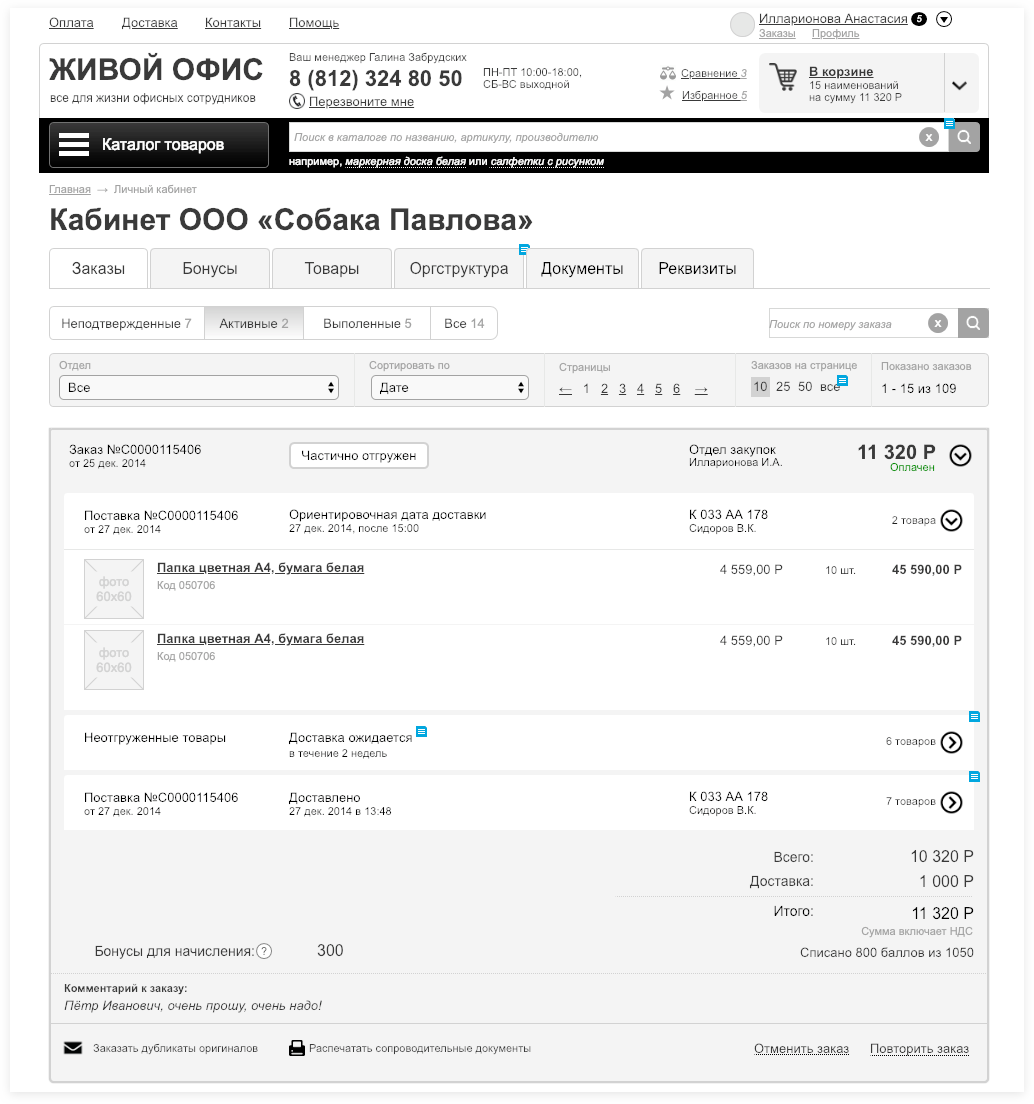 Оплата Доставка Контакты Помощь
Илларионова Анастасия 5
Заказы Профиль
ЖИВОЙ ОФИС
все для жизни офисных сотрудников
Ваш менеджер Галина Забрудских
8 (812) 324 80 50
Перезвоните мне
ПН-ПТ 10:00-18:00,
СБ-ВС выходной
Сравнение 3
Избранное 5
В корзине
15 наименований
на сумму 11 320 Р
Каталог товаров
Поиск в каталоге по названию, артикулу, производителю
x
например, маркерная доска белая или салфетки с рисунком
Главная → Личный кабинет
Кабинет ООО «Собака Павлова»
Заказы Бонусы Товары Оргструктура Документы Реквизиты
Неподтвержденные 7 Активные 2 Выполенные 5 Все 14
Поиск по номеру заказа x
Отдел
Все
Сортировать по
Дате
Страницы
← 1 2 3 4 5 6 →
Заказов на странице
10 25 50 все
Показано заказов
1 - 15 из 109
Заказ №С0000115406
от 25 дек. 2014
Частично отгружен
Отдел закупок
Илларионова И.А.
11 320 Р
Оплачен
Поставка №С0000115406
от 27 дек. 2014
Ориентировочная дата доставки
27 дек. 2014, после 15:00
К 033 АА 178
Сидоров В.К.
2 товара
фото
60x60
Папка цветная А4, бумага белая
Код 050706
4 559,00 Р 10 шт. 45 590,00 Р
фото
60x60
Папка цветная А4, бумага белая
Код 050706
4 559,00 Р 10 шт. 45 590,00 Р
Неотгруженные товары
Доставка ожидается
в течение 2 недель
6 товаров
Поставка №С0000115406
от 27 дек. 2014
Доставлено
27 дек. 2014 в 13:48
К 033 АА 178
Сидоров В.К.
7 товаров
Всего: 10 320 Р
Доставка: 1 000 Р
Итого: 11 320 Р
Сумма включает НДС
Бонусы для начисления: ? 300
Списано 800 баллов из 1050
Комментарий к заказу:
Пётр Иванович, очень прошу, очень надо!
Заказать дубликаты оригиналов Распечатать сопроводительные документы Отменить заказ Повторить заказ